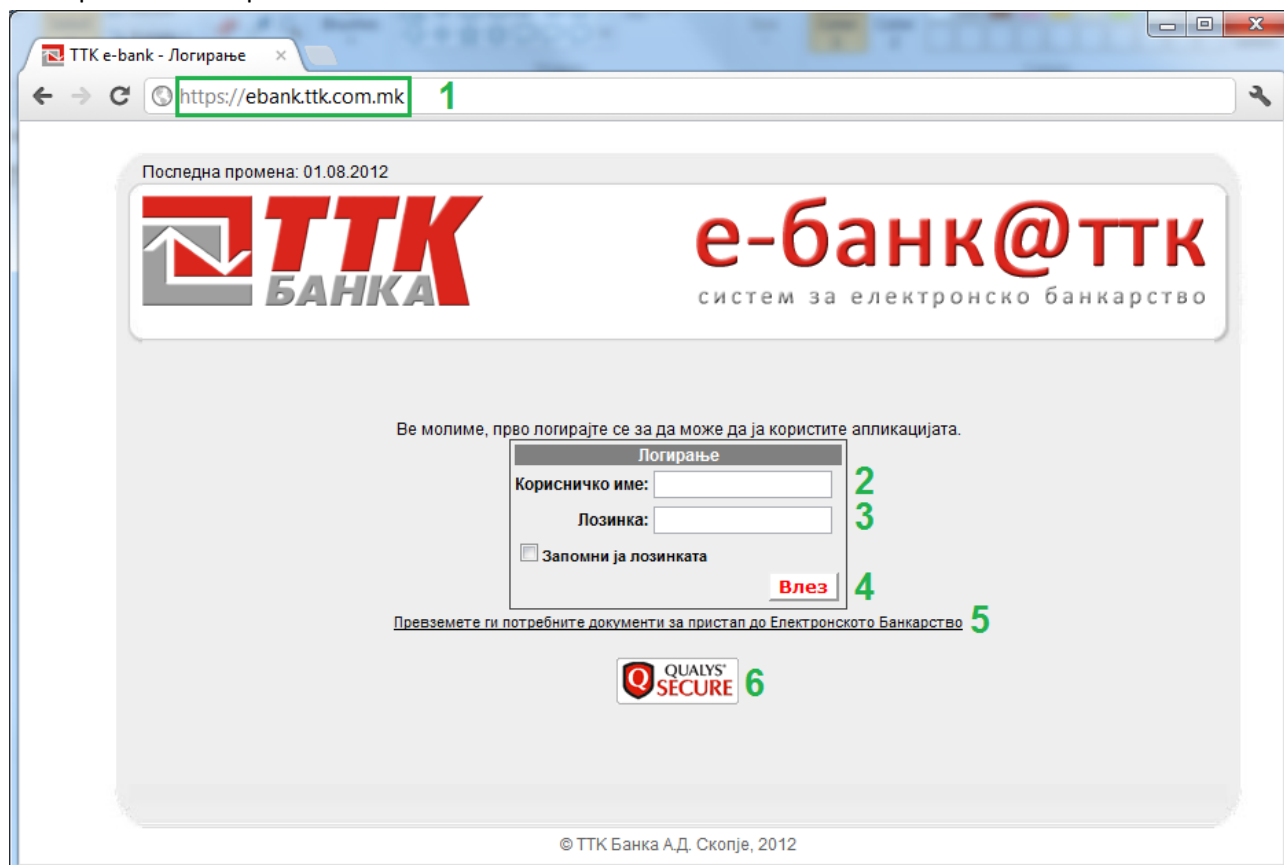 TTK e-bank - Логирање
https://ebank.ttk.com.mk 1
Последна промена: 01.08.2012
ТТК
БАНКА
е-банк@ттк
систем за електронско банкарство
Ве молиме, прво логирајте се за да може да ја користите апликацијата.
Логирање
Корисничко име: 2
Лозинка: 3
Запомни ја лозинката
Влез 4
Превземете ги потребните документи за пристап до Електронското Банкарство 5
QUALYS'
SECURE 6
© ТТК Банка А.Д. Скопје, 2012